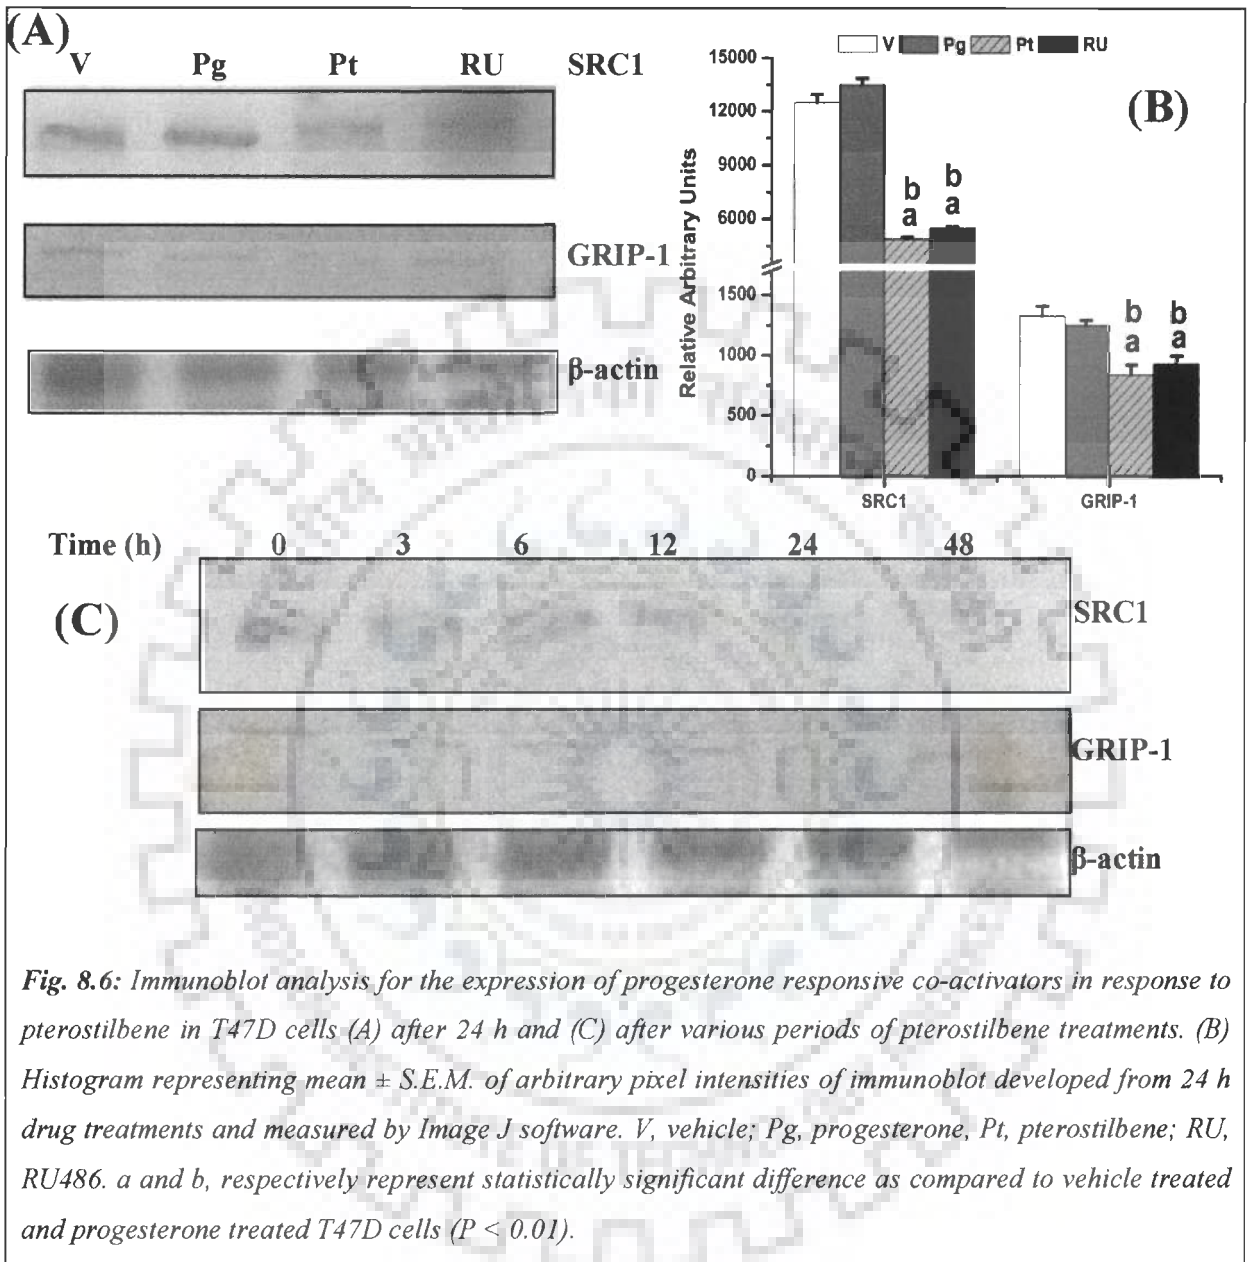 (A)
V Pg Pt RU SRC1
GRIP-1
β-actin
V Pg Pt RU
(B)
Relative Arbitrary Units
15000
12000
9000
6000
1500
1000
500
0
b b
a a
b b
a a
SRC1 GRIP-1
Time (h) 0 3 6 12 24 48
(C)
SRC1
GRIP-1
β-actin
Fig. 8.6: Immunoblot analysis for the expression of progesterone responsive co-activators in response to
pterostilbene in T47D cells (A) after 24 h and (C) after various periods of pterostilbene treatments. (B)
Histogram representing mean ± S.E.M. of arbitrary pixel intensities of immunoblot developed from 24 h
drug treatments and measured by Image J software. V, vehicle; Pg, progesterone, Pt, pterostilbene; RU,
RU486. a and b, respectively represent statistically significant difference as compared to vehicle treated
and progesterone treated T47D cells (P < 0.01).